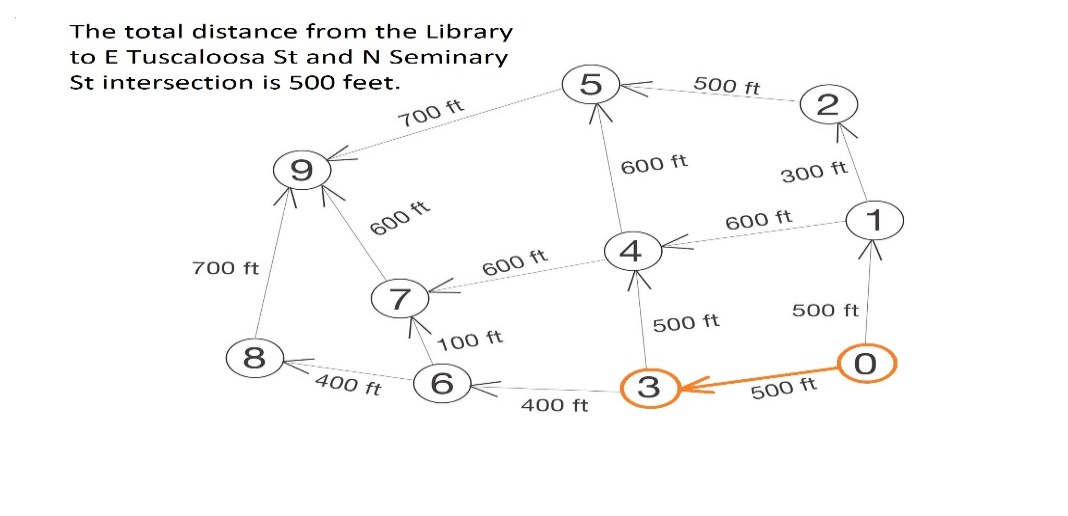 The total distance from the Library
to E Tuscaloosa St and N Seminary
St intersection is 500 feet.
5
500 ft
2
700 ft
9
600 ft
300 ft
600 ft
600 ft
1
4
600 ft
700 ft
7
500 ft
500 ft
100 ft
8
0
400 ft
6
3
500 ft
400 ft